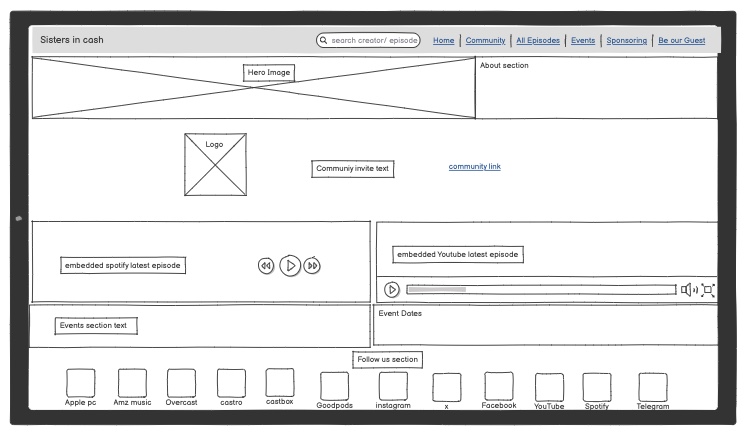 Sisters in cash
search creator/ episode
Home | Community | All Episodes | Events | Sponsoring | Be our Guest
Hero Image
About section
Logo
Communiy invite text
community link
embedded spotify latest episode
embedded Youtube latest episode
Events section text
Event Dates
Follow us section
Apple pc
Amz music
Overcast
castro
castbox
Goodpods
instagram
x
Facebook
YouTube
Spotify
Telegram